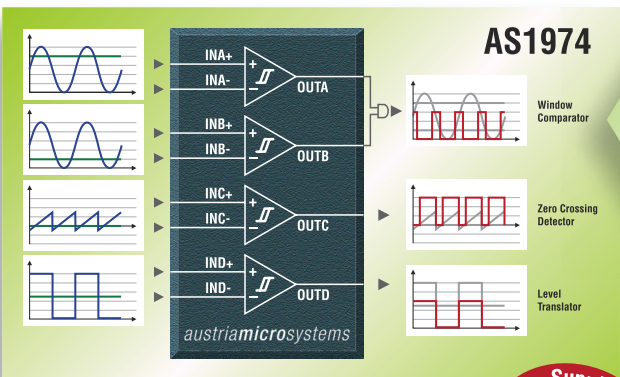 AS1974
INA+
INA-
OUTA
INB+
INB-
OUTB
INC+
INC-
OUTC
IND+
IND-
OUTD
austriamicrosystems
Window
Comparator
Zero Crossing
Detector
Level
Translator